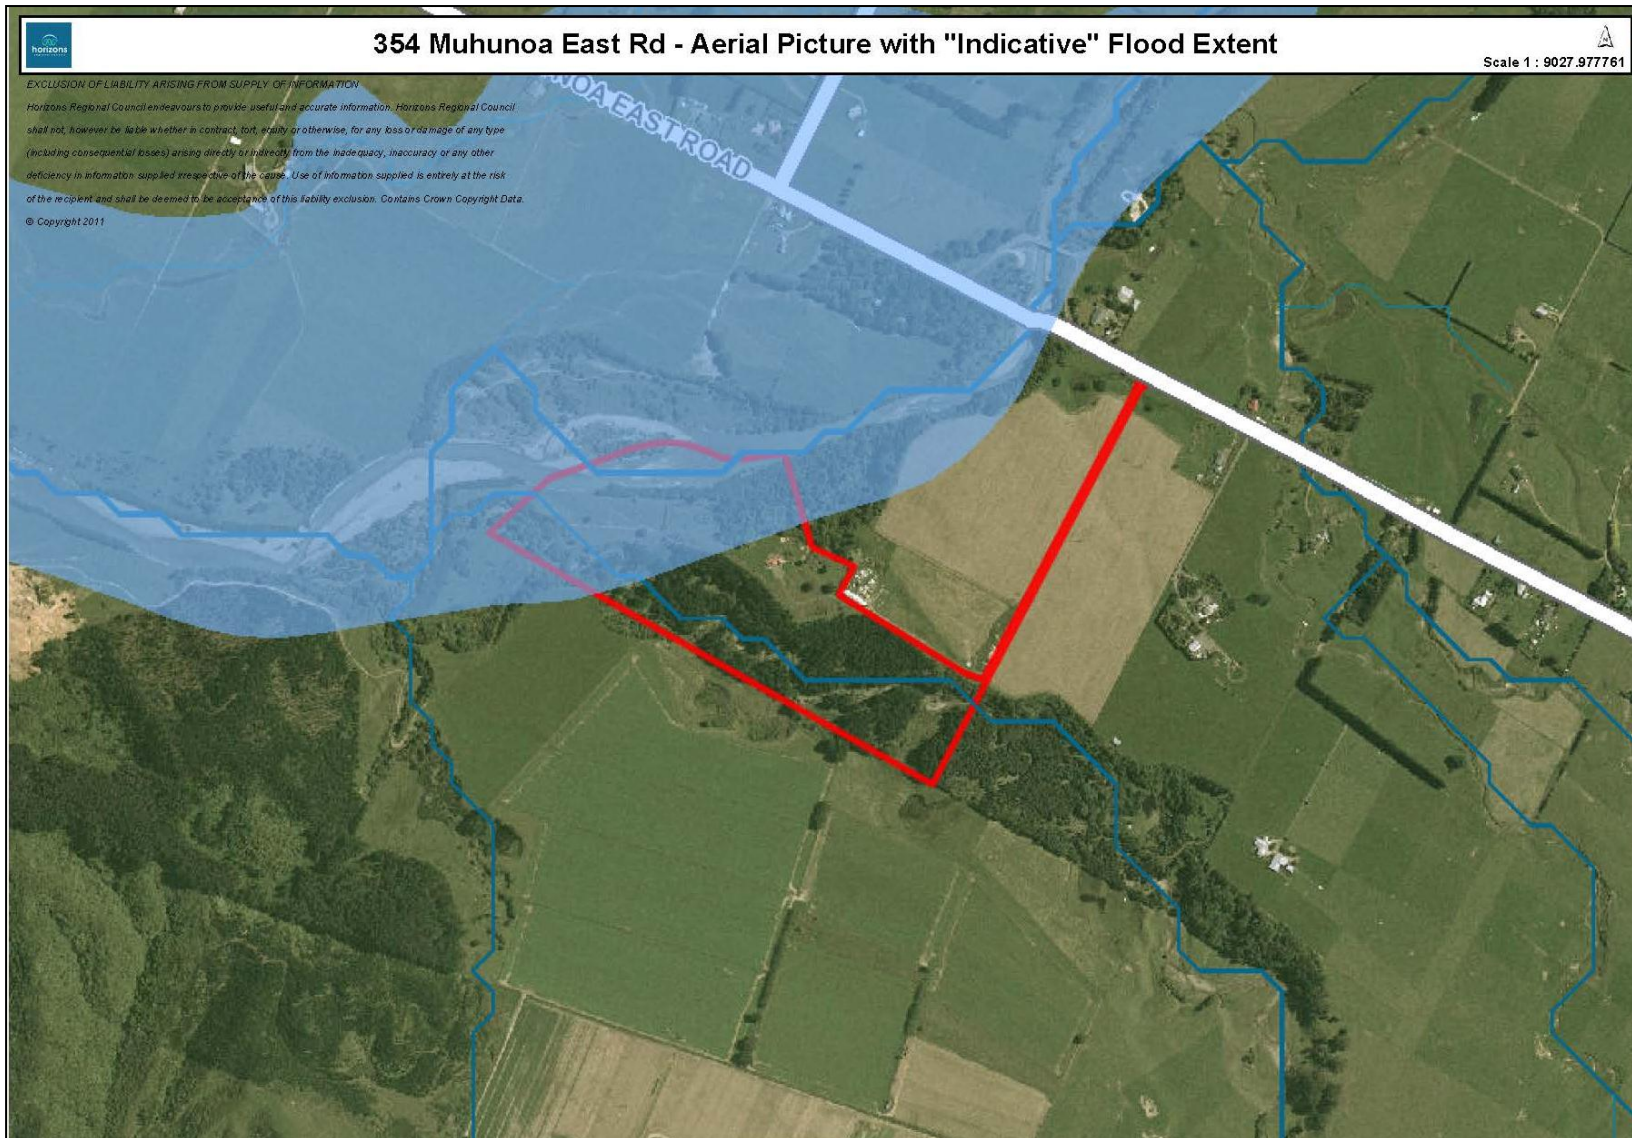 horizons
354 Muhunoa East Rd - Aerial Picture with "Indicative" Flood Extent
Scale 1 : 9027.977761
EXCLUSION OF LIABILITY ARISING FROM SUPPLY OF INFORMATION
Horizons Regional Council endeavours to provide useful and accurate information. Horizons Regional Council
shall not, however be liable whether in contract, tort, equity or otherwise, for any loss or damage of any type
(including consequential losses) arising directly or indirectly from the inadequacy, inaccuracy or any other
deficiency in information supplied irrespective of the cause. Use of information supplied is entirely at the risk
of the recipient and shall be deemed to be acceptance of this liability exclusion. Contains Crown Copyright Data.
© Copyright 2011
NOA EAST ROAD